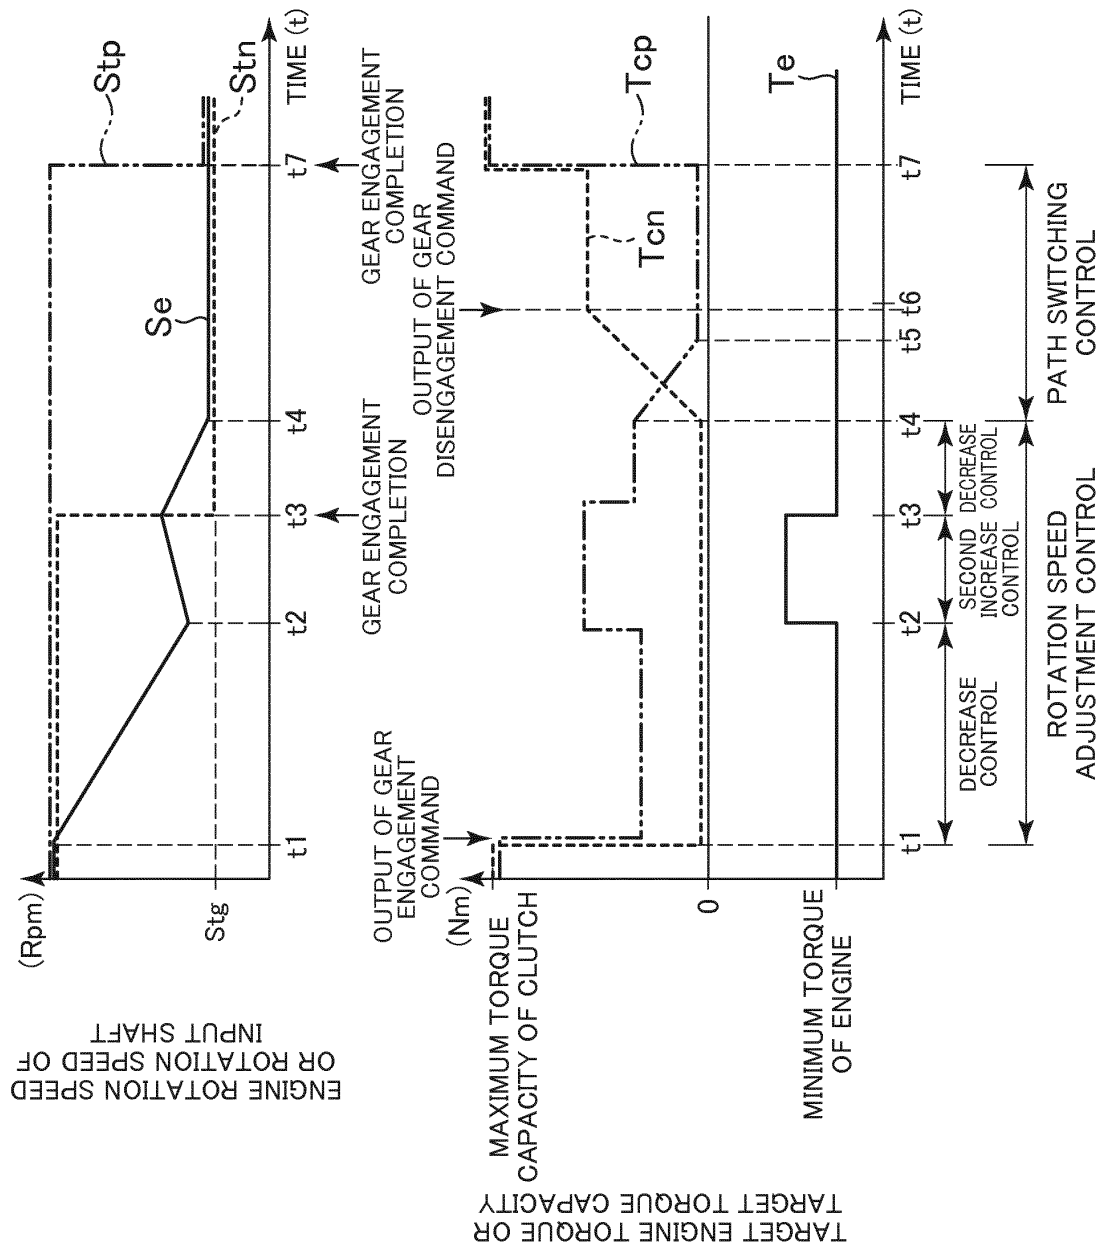 ENGINE ROTATION SPEED
OR ROTATION SPEED OF
INPUT SHAFT
(Rpm)
Stg
Stp
Se
Stn
t1
t2
t3
t4
t7
TIME (t)
OUTPUT OF GEAR
ENGAGEMENT
COMMAND
GEAR ENGAGEMENT
COMPLETION
OUTPUT OF GEAR
DISENGAGEMENT COMMAND
GEAR ENGAGEMENT
COMPLETION
TARGET ENGINE TORQUE OR
TARGET TORQUE CAPACITY
(Nm)
MAXIMUM TORQUE
CAPACITY OF CLUTCH
0
MINIMUM TORQUE
OF ENGINE
Tcn
Tcp
Te
t1
t2
t3
t4
t5
t6
t7
TIME (t)
DECREASE
CONTROL
SECOND
INCREASE
CONTROL
DECREASE
CONTROL
ROTATION SPEED
ADJUSTMENT CONTROL
PATH SWITCHING
CONTROL